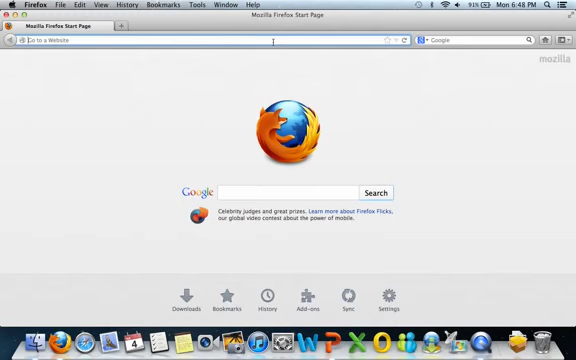 Firefox File Edit View History Bookmarks Tools Window Help 91% Mon 6:48 PM
Mozilla Firefox Start Page
Mozilla Firefox Start Page
Go to a Website Google
mozilla
Google Search
Celebrity judges and great prizes. Learn more about Firefox Flicks,
our global video contest about the power of mobile.
Downloads Bookmarks History Add-ons Sync Settings
4
W P X O